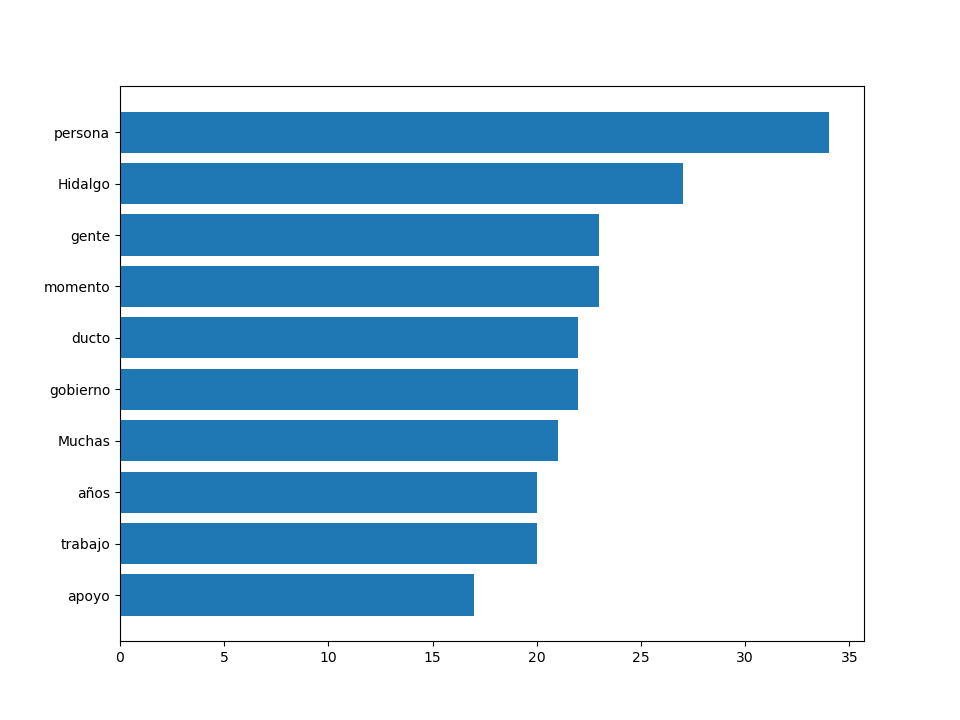 persona
Hidalgo
gente
momento
ducto
gobierno
Muchas
años
trabajo
apoyo
0 5 10 15 20 25 30 35